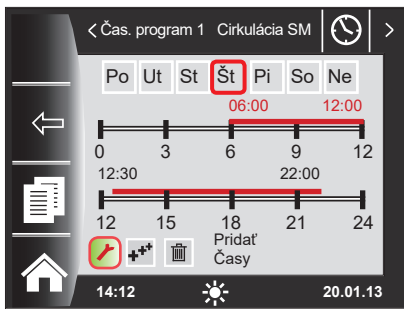 < Čas. program 1 Cirkulácia SM >
Po Ut St Št Pi So Ne
06:00 12:00
0 3 6 9 12
12:30 22:00
12 15 18 21 24
Pridať
Časy
14:12 20.01.13